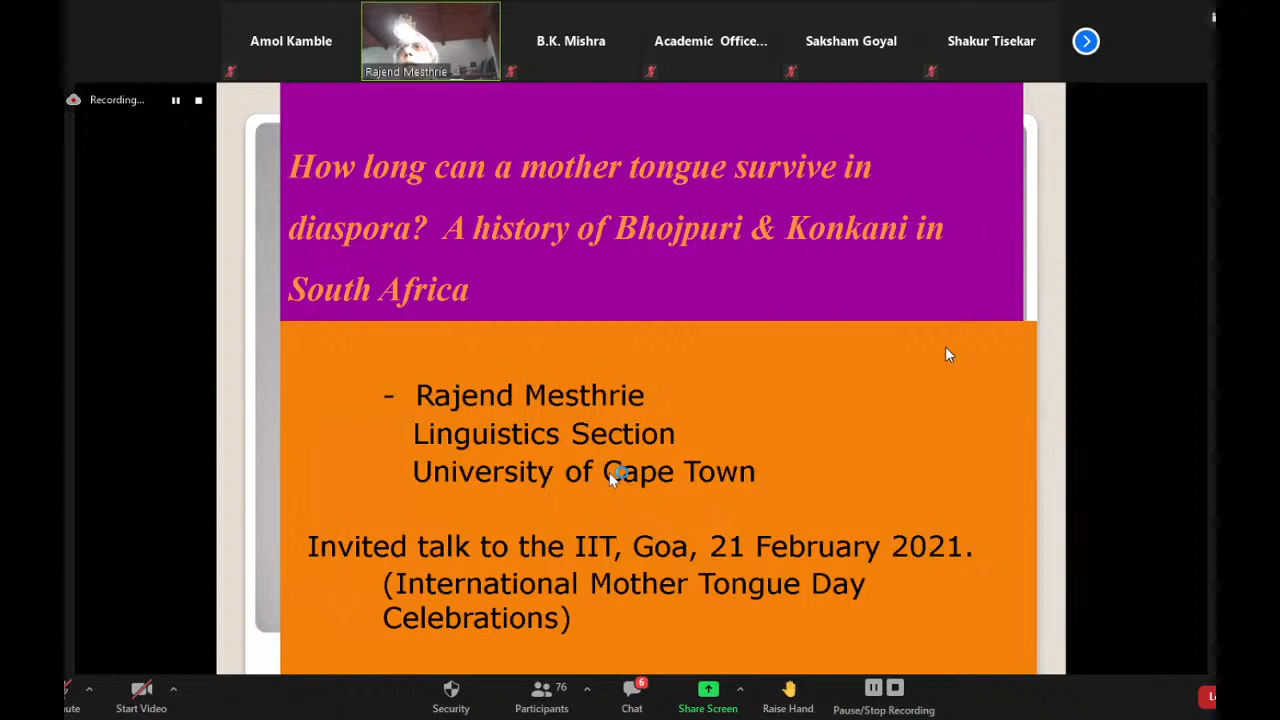 Amol Kamble
Rajend Mesthrie
B.K. Mishra
Academic Office...
Saksham Goyal
Shakur Tisekar
Recording...
How long can a mother tongue survive in
diaspora? A history of Bhojpuri & Konkani in
South Africa
- Rajend Mesthrie
Linguistics Section
University of Cape Town
Invited talk to the IIT, Goa, 21 February 2021.
(International Mother Tongue Day
Celebrations)
ute
Start Video
Security
76
Participants
6
Chat
Share Screen
Raise Hand
Pause/Stop Recording